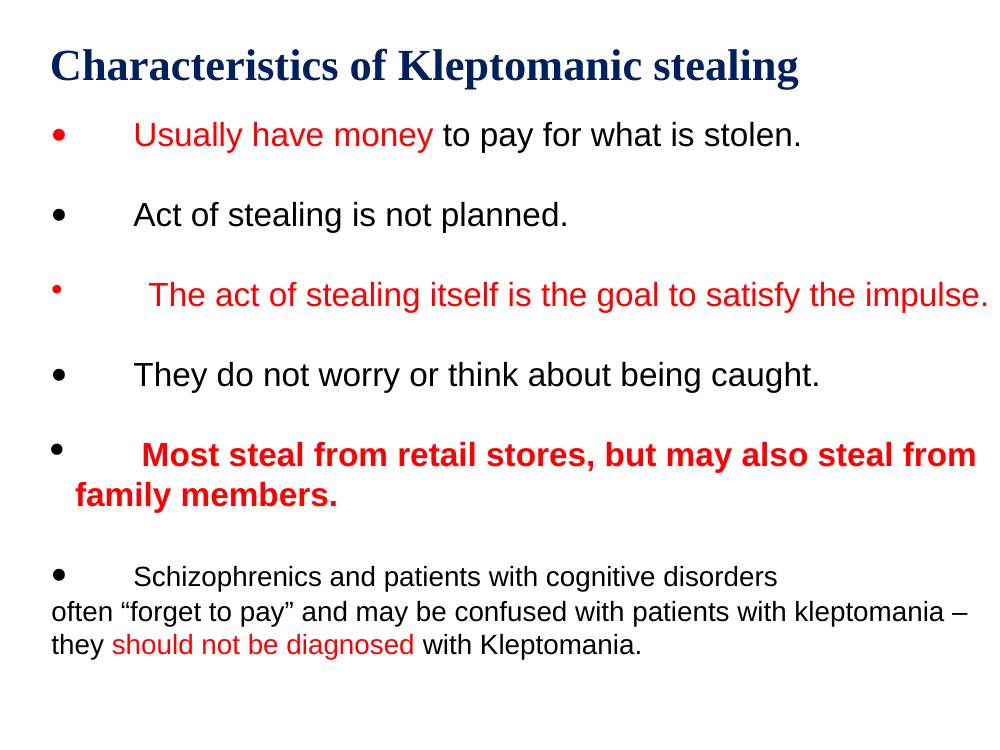 Characteristics of Kleptomanic stealing
• Usually have money to pay for what is stolen.
• Act of stealing is not planned.
• The act of stealing itself is the goal to satisfy the impulse.
• They do not worry or think about being caught.
• Most steal from retail stores, but may also steal from
family members.
• Schizophrenics and patients with cognitive disorders
often “forget to pay” and may be confused with patients with kleptomania –
they should not be diagnosed with Kleptomania.